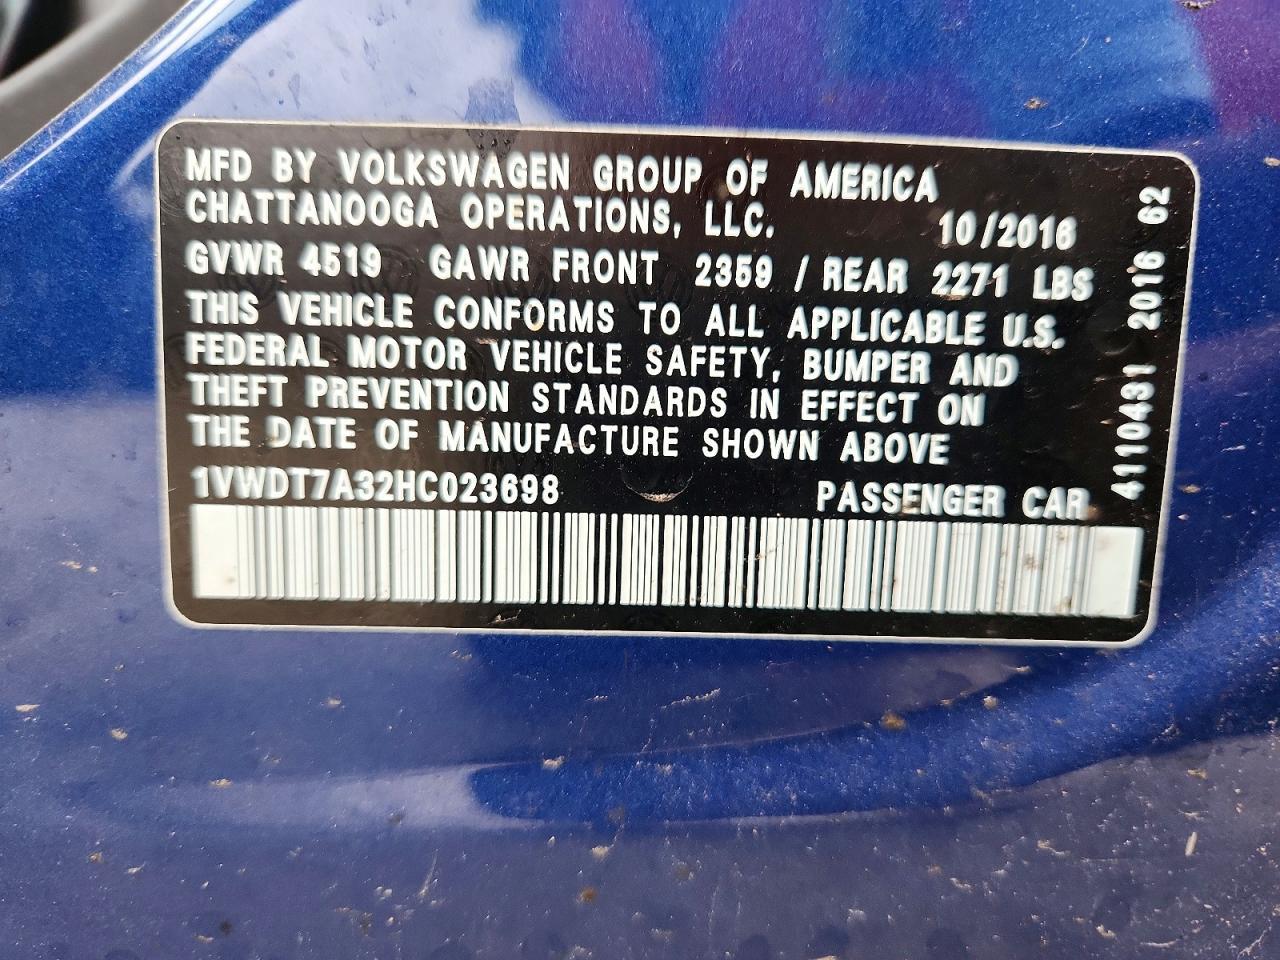 MFD BY VOLKSWAGEN GROUP OF AMERICA
CHATTANOOGA OPERATIONS, LLC. 10/2016
GVWR 4519 GAWR FRONT 2359 / REAR 2271 LBS
THIS VEHICLE CONFORMS TO ALL APPLICABLE U.S.
FEDERAL MOTOR VEHICLE SAFETY, BUMPER AND
THEFT PREVENTION STANDARDS IN EFFECT ON
THE DATE OF MANUFACTURE SHOWN ABOVE
1VWDT7A32HC023698 PASSENGER CAR
4110431 2016 62